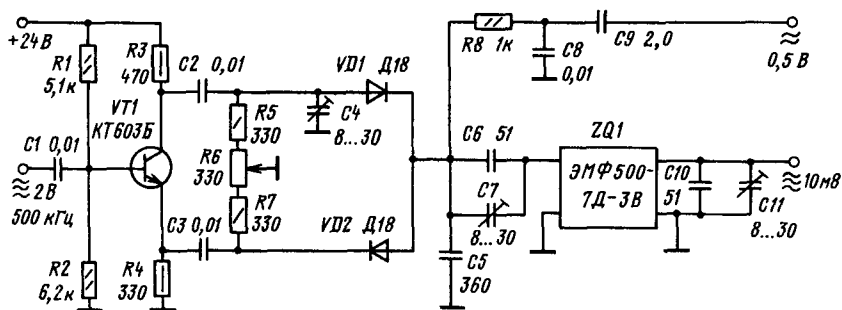 +24В
R1
5,1к
R3
470
C2 0,01
VT1
КТ603Б
C1 0,01
2В
500 кГц
R2
6,2к
R4
330
C3 0,01
R5
330
R6
330
R7
330
C4
8...30
VD1 Д18
VD2 Д18
R8 1к
C8
0,01
C9 2,0
0,5 В
C6 51
C7
8...30
C5
360
ZQ1
ЭМФ500-
7Д-3В
C10
51
C11
8...30
10мВ